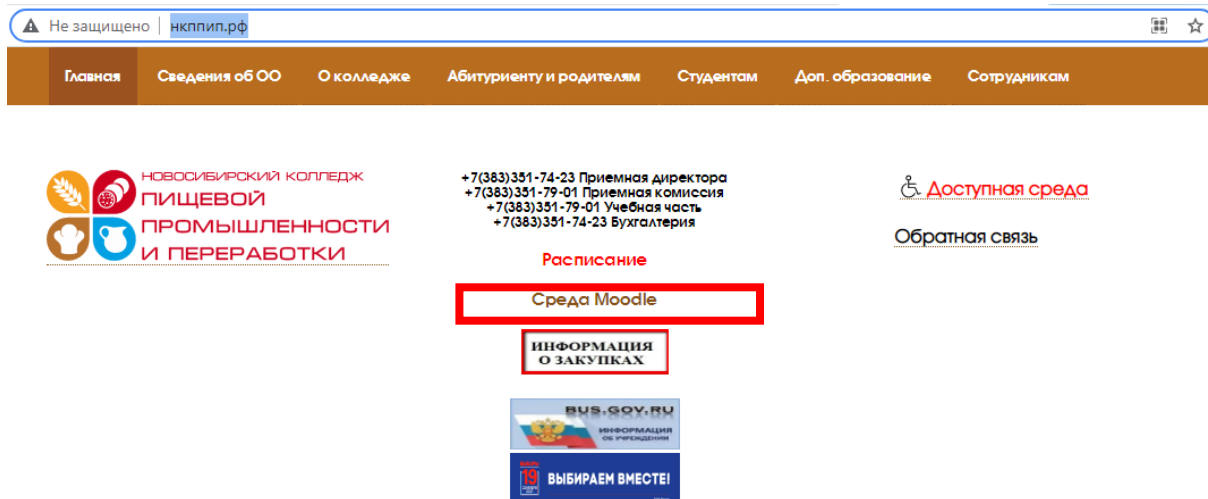 Не защищено | нкппип.рф
Главная Сведения об ОО О колледже Абитуриенту и родителям Студентам Доп. образование Сотрудникам
НОВОСИБИРСКИЙ КОЛЛЕДЖ
ПИЩЕВОЙ
ПРОМЫШЛЕННОСТИ
И ПЕРЕРАБОТКИ
+7(383)351-74-23 Приемная директора
+7(383)351-79-01 Приемная комиссия
+7(383)351-79-01 Учебная часть
+7(383)351-74-23 Бухгалтерия
Расписание
Среда Moodle
ИНФОРМАЦИЯ
О ЗАКУПКАХ
BUS.GOV.RU
ИНФОРМАЦИЯ
ОБ УЧРЕЖДЕНИИ
19
ВЫБИРАЕМ ВМЕСТЕ!
Доступная среда
Обратная связь